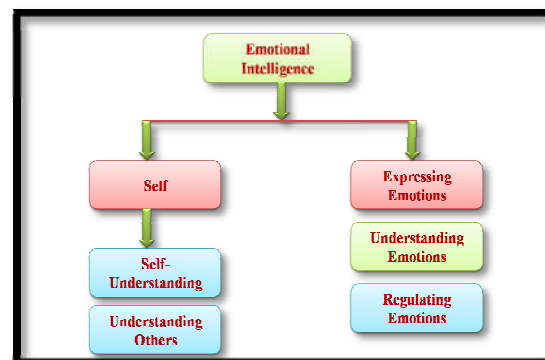 Emotional
Intelligence
Self
Expressing
Emotions
Self-
Understanding
Understanding
Emotions
Understanding
Others
Regulating
Emotions